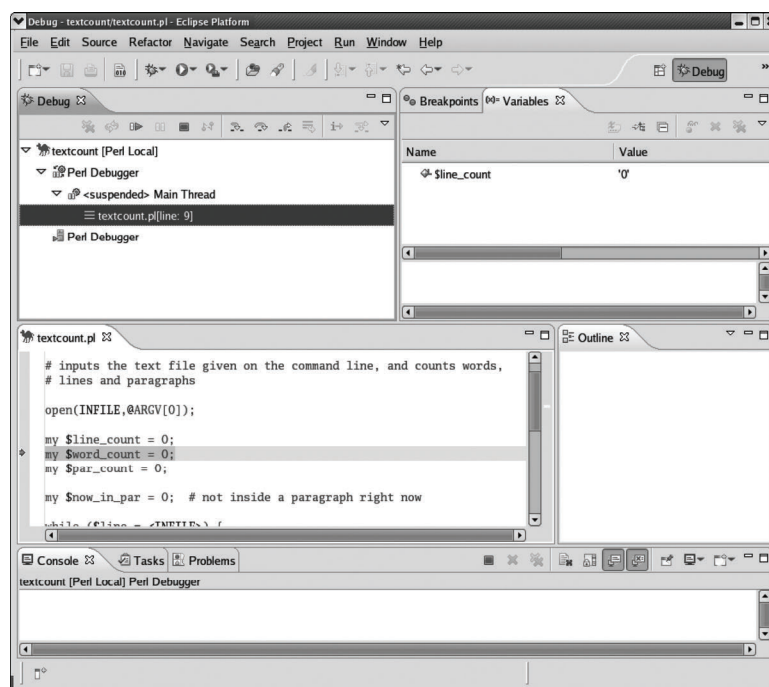 Debug - textcount/textcount.pl - Eclipse Platform
File Edit Source Refactor Navigate Search Project Run Window Help
Debug
»
Debug
Breakpoints (x)= Variables
textcount [Perl Local]
Perl Debugger
<suspended> Main Thread
textcount.pl[line: 9]
Perl Debugger
Name Value
$line_count '0'
textcount.pl
Outline
# inputs the text file given on the command line, and counts words,
# lines and paragraphs
open(INFILE,@ARGV[0]);
my $line_count = 0;
my $word_count = 0;
my $par_count = 0;
my $now_in_par = 0; # not inside a paragraph right now
while ($line = <INFILE>) {
Console Tasks Problems
textcount [Perl Local] Perl Debugger